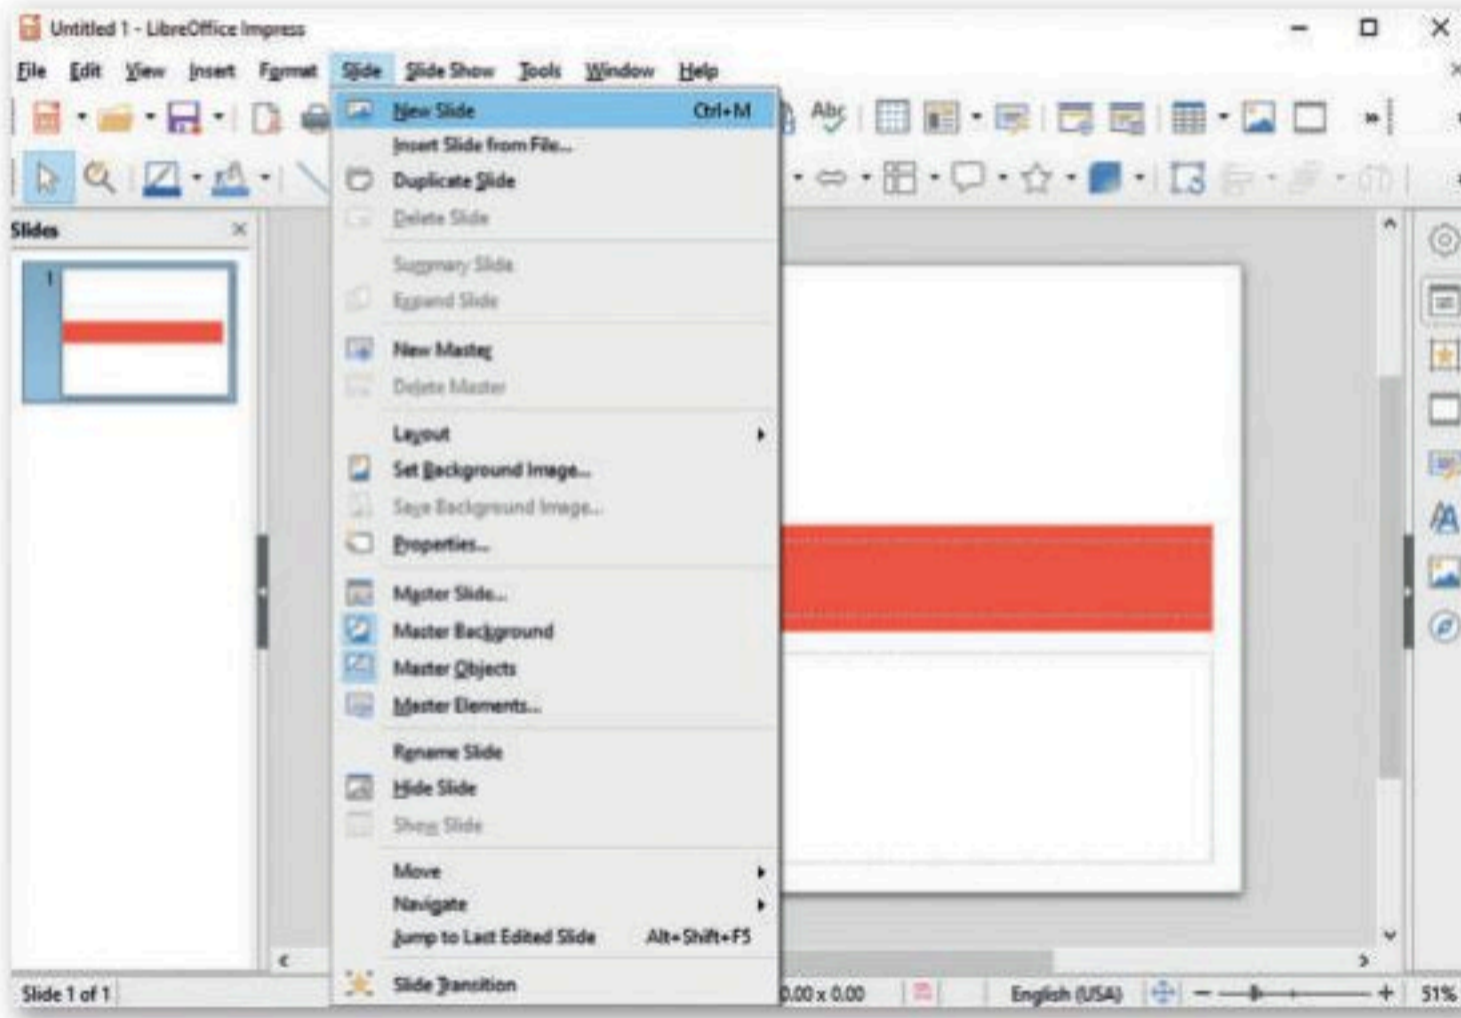 Untitled 1 - LibreOffice Impress
File Edit View Insert Format Slide Slide Show Tools Window Help
New Slide Ctrl+M
Abc
Insert Slide from File...
Duplicate Slide
Delete Slide
Slides
1
Summary Slide
Expand Slide
New Master
Delete Master
Layout
Set Background Image...
Save Background Image...
Properties...
Master Slide...
Master Background
Master Objects
Master Elements...
Rename Slide
Hide Slide
Show Slide
Move
Navigate
Jump to Last Edited Slide Alt+Shift+F5
Slide Transition
Slide 1 of 1 0.00 x 0.00 English (USA) 51%